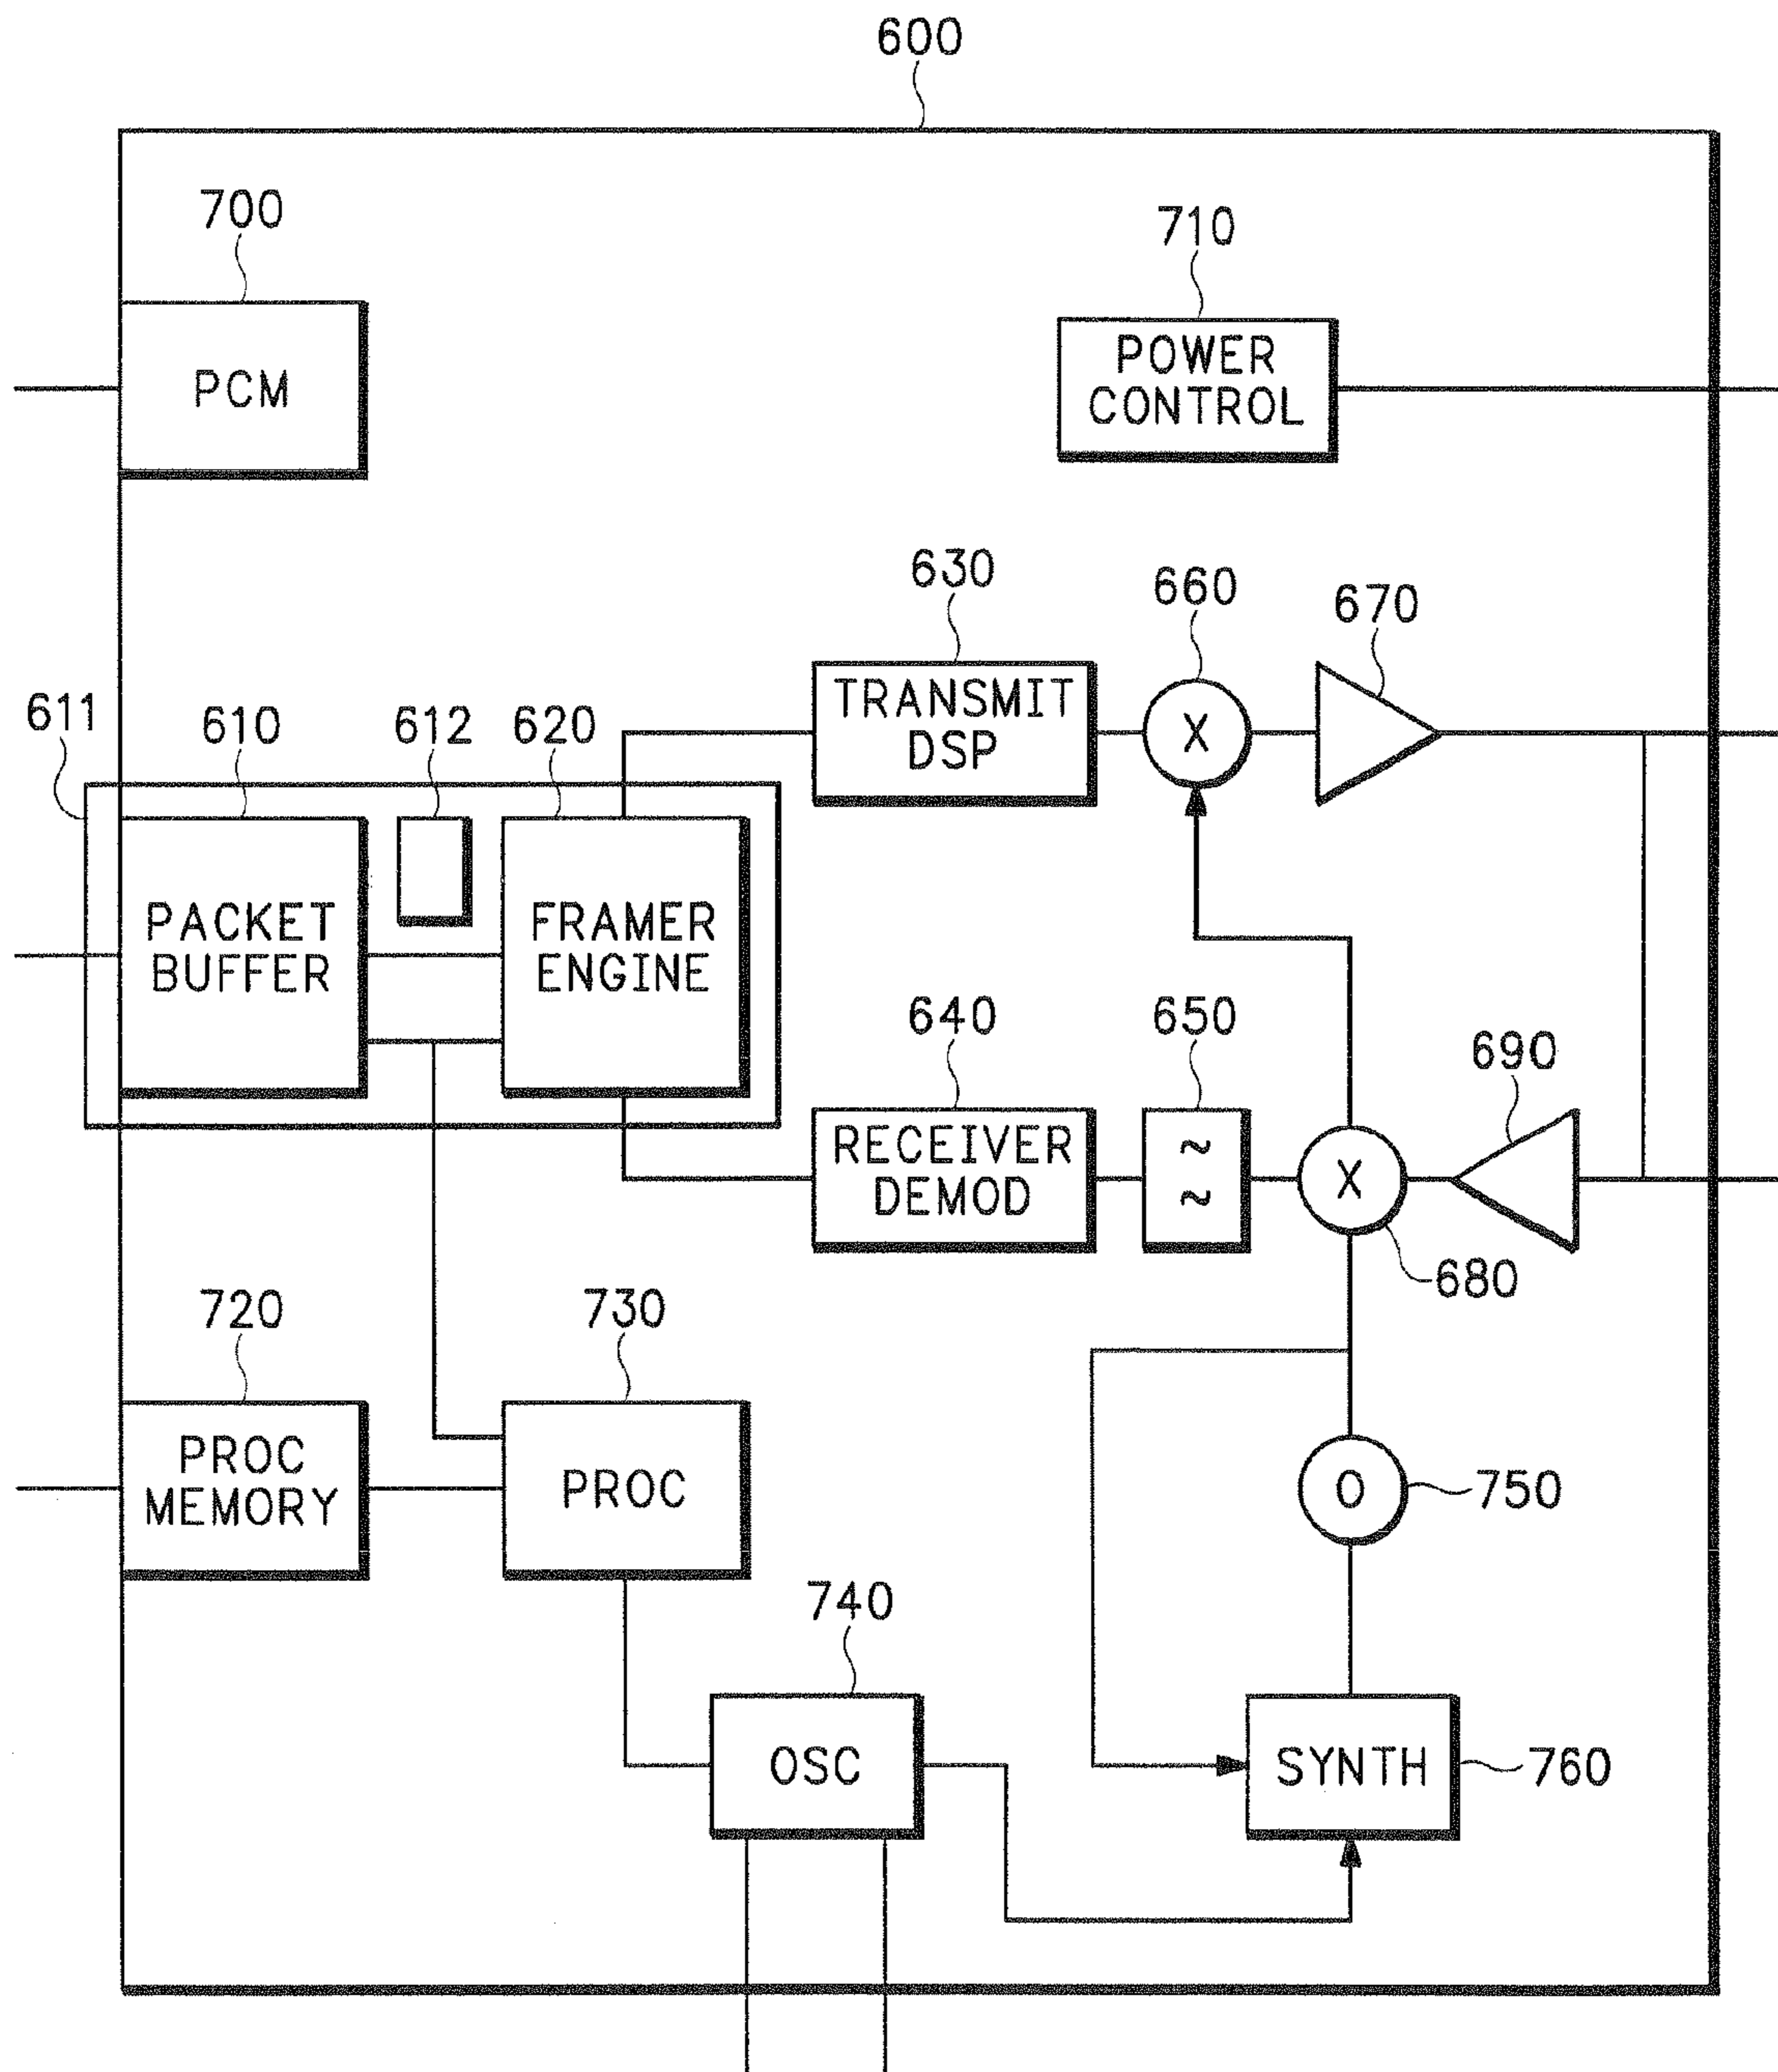 600
700
710
PCM
POWER
CONTROL
630
660
670
611
610
612
620
TRANSMIT
DSP
X
PACKET
BUFFER
FRAMER
ENGINE
640
650
690
RECEIVER
DEMOD
~
~
X
680
720
730
PROC
MEMORY
PROC
O
750
740
OSC
SYNTH
760